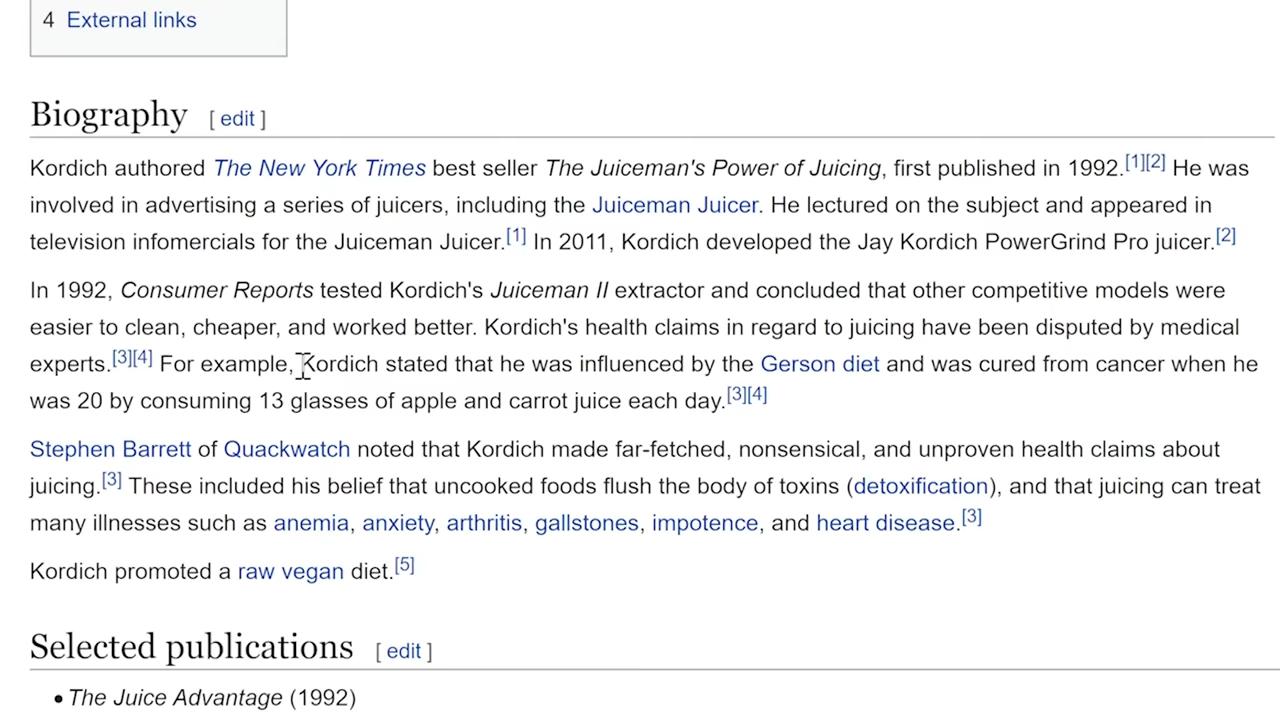 4 External links
Biography [ edit ]
Kordich authored The New York Times best seller The Juiceman's Power of Juicing, first published in 1992.[1][2] He was
involved in advertising a series of juicers, including the Juiceman Juicer. He lectured on the subject and appeared in
television infomercials for the Juiceman Juicer.[1] In 2011, Kordich developed the Jay Kordich PowerGrind Pro juicer.[2]
In 1992, Consumer Reports tested Kordich's Juiceman II extractor and concluded that other competitive models were
easier to clean, cheaper, and worked better. Kordich's health claims in regard to juicing have been disputed by medical
experts.[3][4] For example, Kordich stated that he was influenced by the Gerson diet and was cured from cancer when he
was 20 by consuming 13 glasses of apple and carrot juice each day.[3][4]
Stephen Barrett of Quackwatch noted that Kordich made far-fetched, nonsensical, and unproven health claims about
juicing.[3] These included his belief that uncooked foods flush the body of toxins (detoxification), and that juicing can treat
many illnesses such as anemia, anxiety, arthritis, gallstones, impotence, and heart disease.[3]
Kordich promoted a raw vegan diet.[5]
Selected publications [ edit ]
• The Juice Advantage (1992)